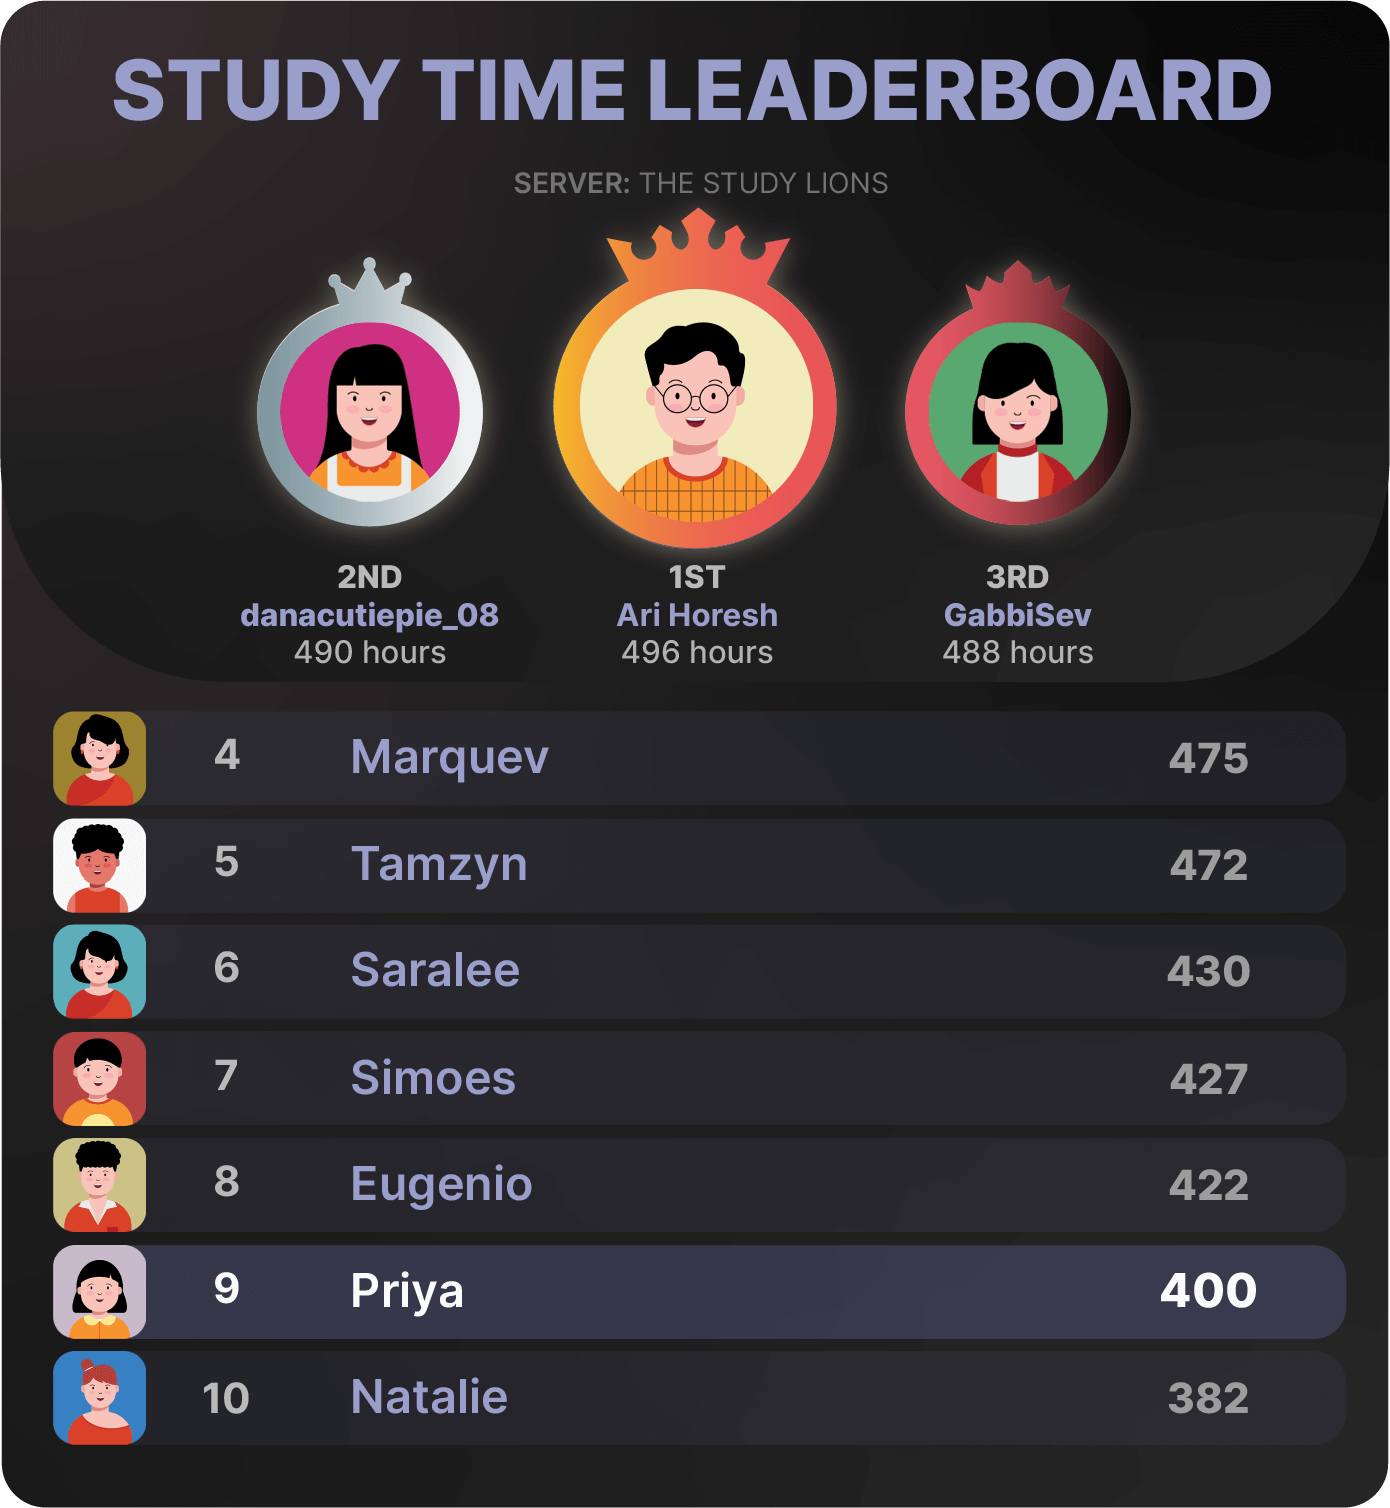 STUDY TIME LEADERBOARD
SERVER: THE STUDY LIONS
2ND
danacutiepie_08
490 hours
1ST
Ari Horesh
496 hours
3RD
GabbiSev
488 hours
4 Marquev 475
5 Tamzyn 472
6 Saralee 430
7 Simoes 427
8 Eugenio 422
9 Priya 400
10 Natalie 382